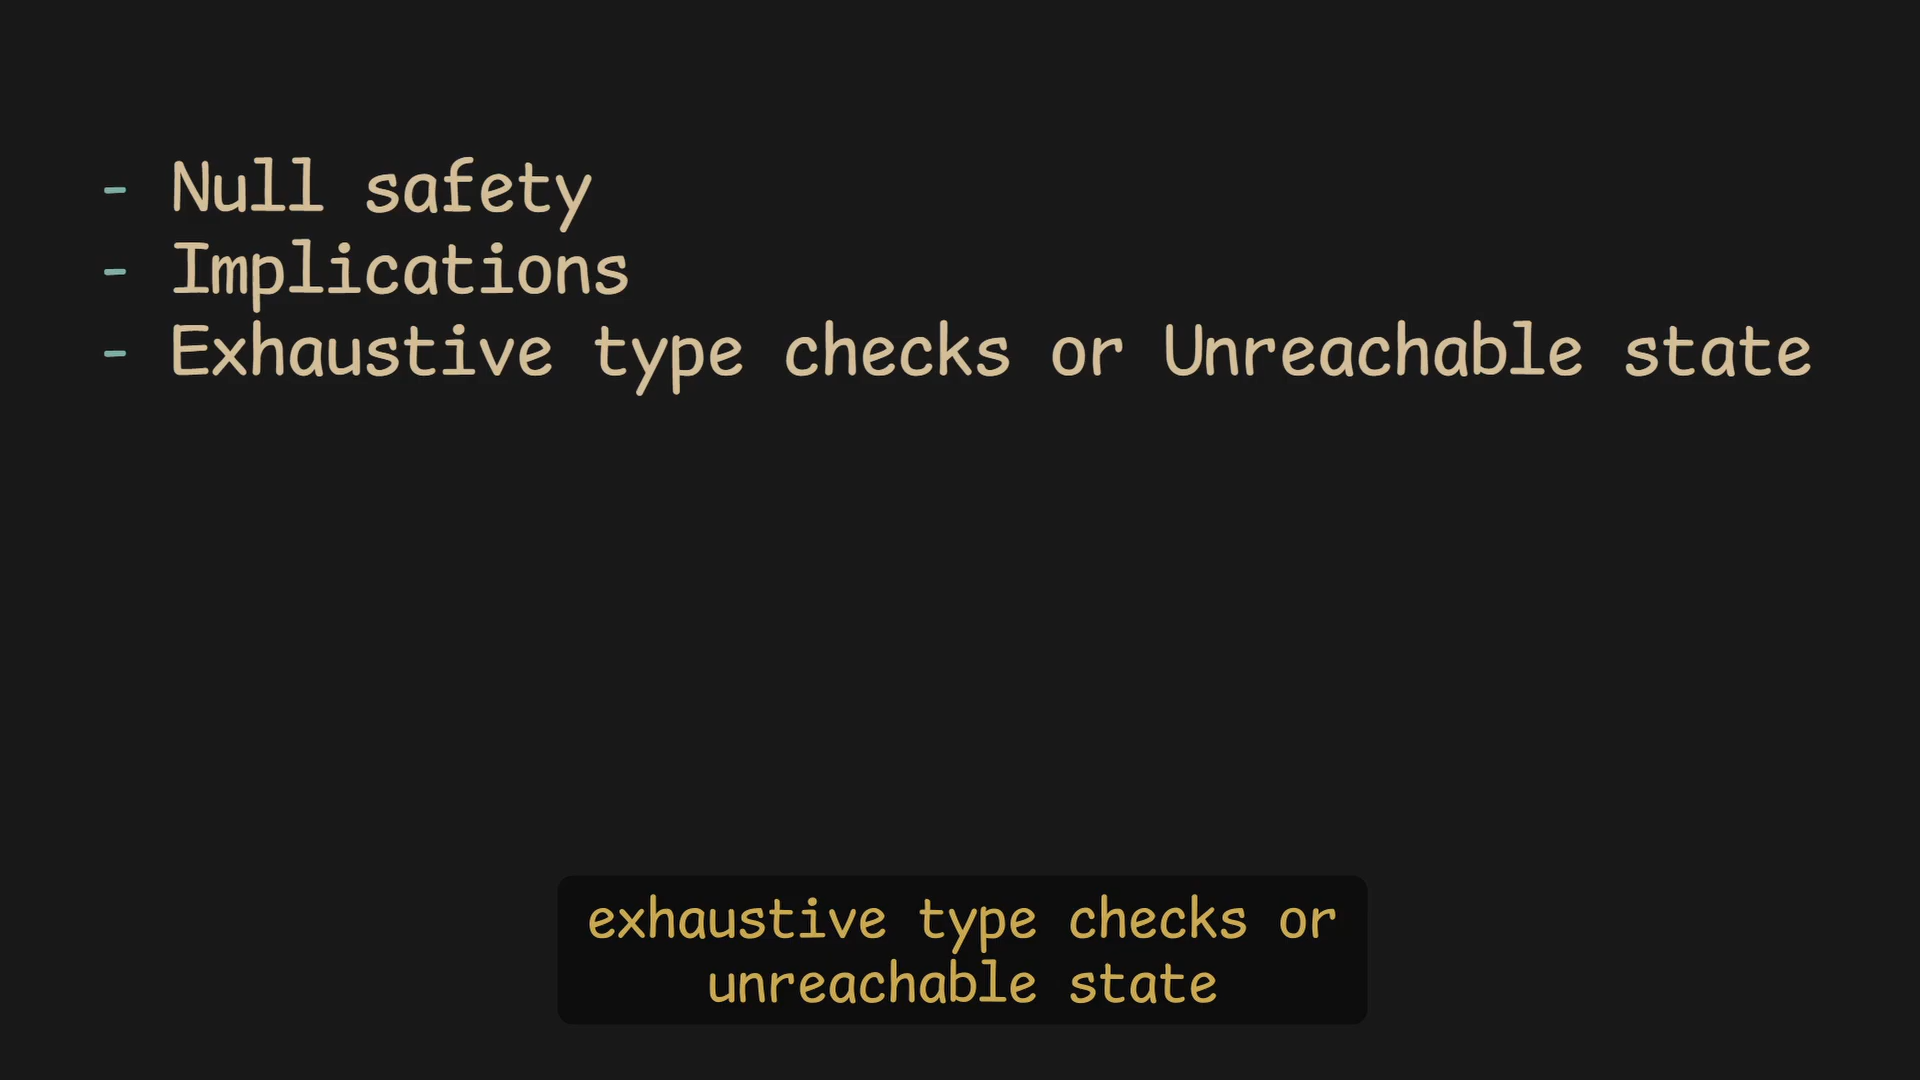 - Null safety
- Implications
- Exhaustive type checks or Unreachable state
exhaustive type checks or
unreachable state